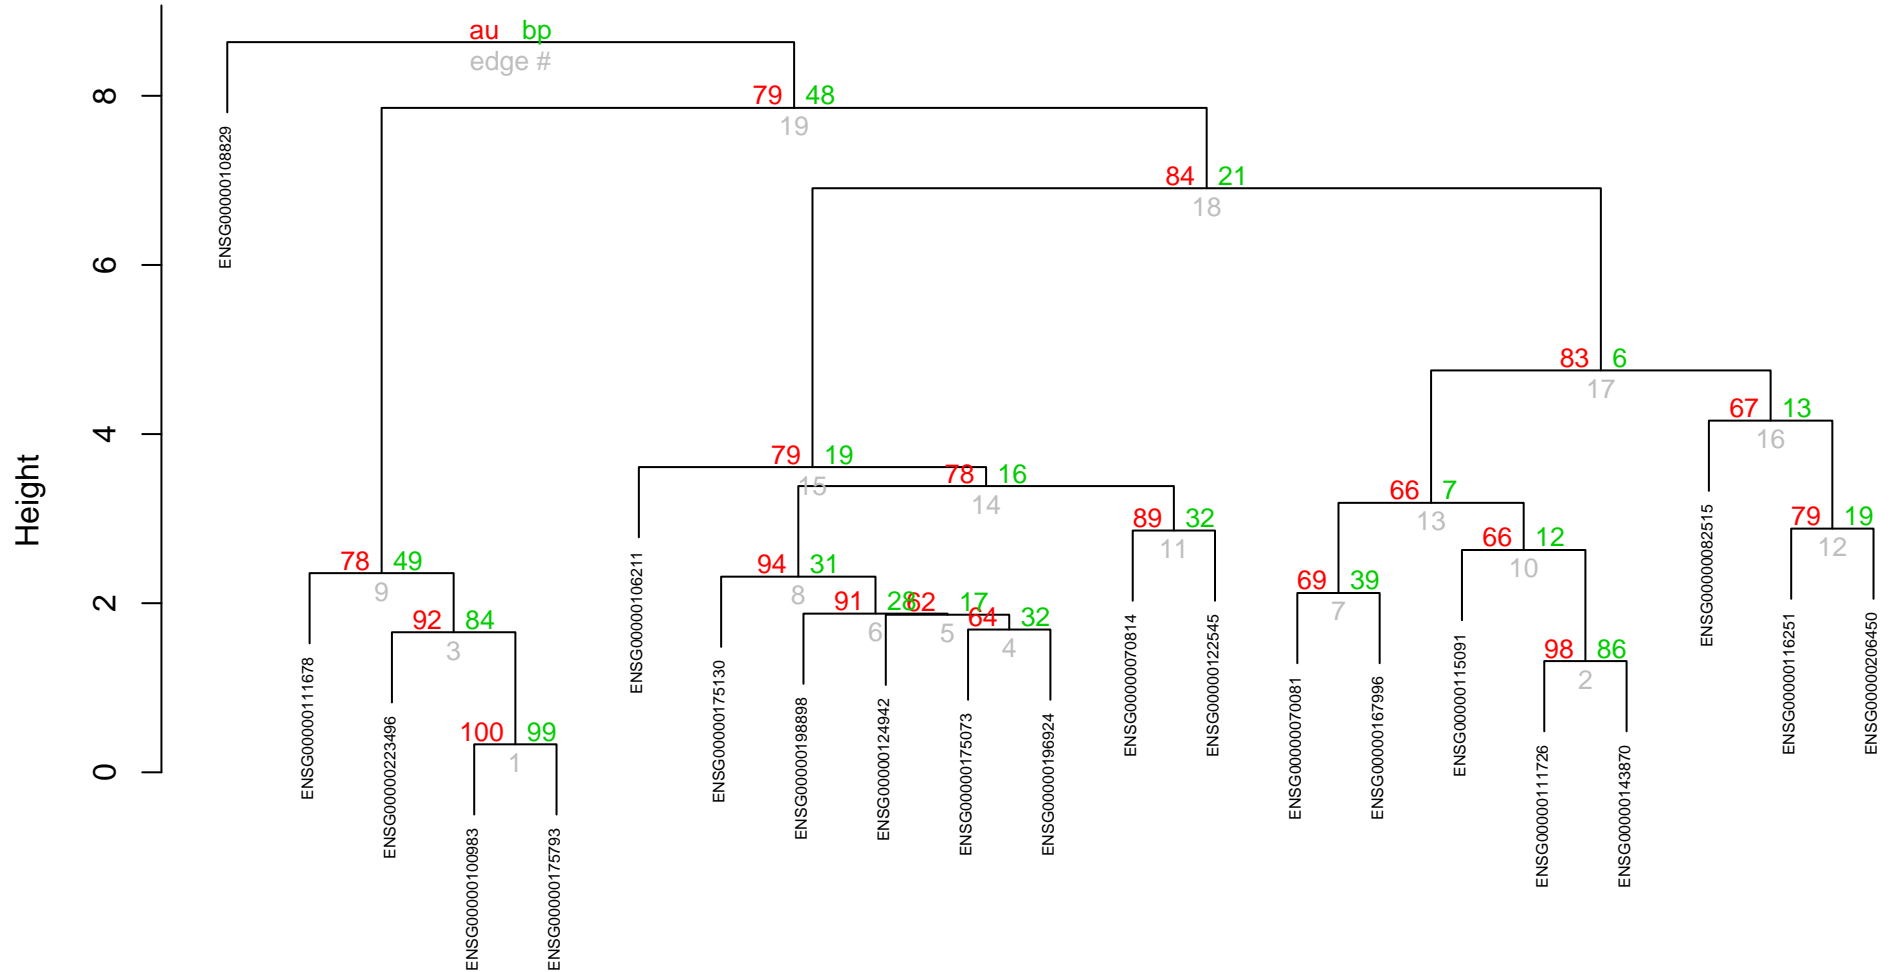 au bp
edge #
79 48
19
84 21
18
83 6
17
67 13
16
79 19
15
78 16
14
66 7
13
79 19
12
89 32
11
66 12
10
78 49
9
94 31
8
69 39
7
91 28
6
62 17
5
64 32
4
92 84
3
98 86
2
100 99
1
Height
0
2
4
6
8
ENSG00000108829
ENSG00000111678
ENSG00000223496
ENSG00000100983
ENSG00000175793
ENSG00000106211
ENSG00000175130
ENSG00000198898
ENSG00000124942
ENSG00000175073
ENSG00000196924
ENSG00000070814
ENSG00000122545
ENSG00000070081
ENSG00000167996
ENSG00000115091
ENSG00000111726
ENSG00000143870
ENSG00000082515
ENSG00000116251
ENSG00000206450